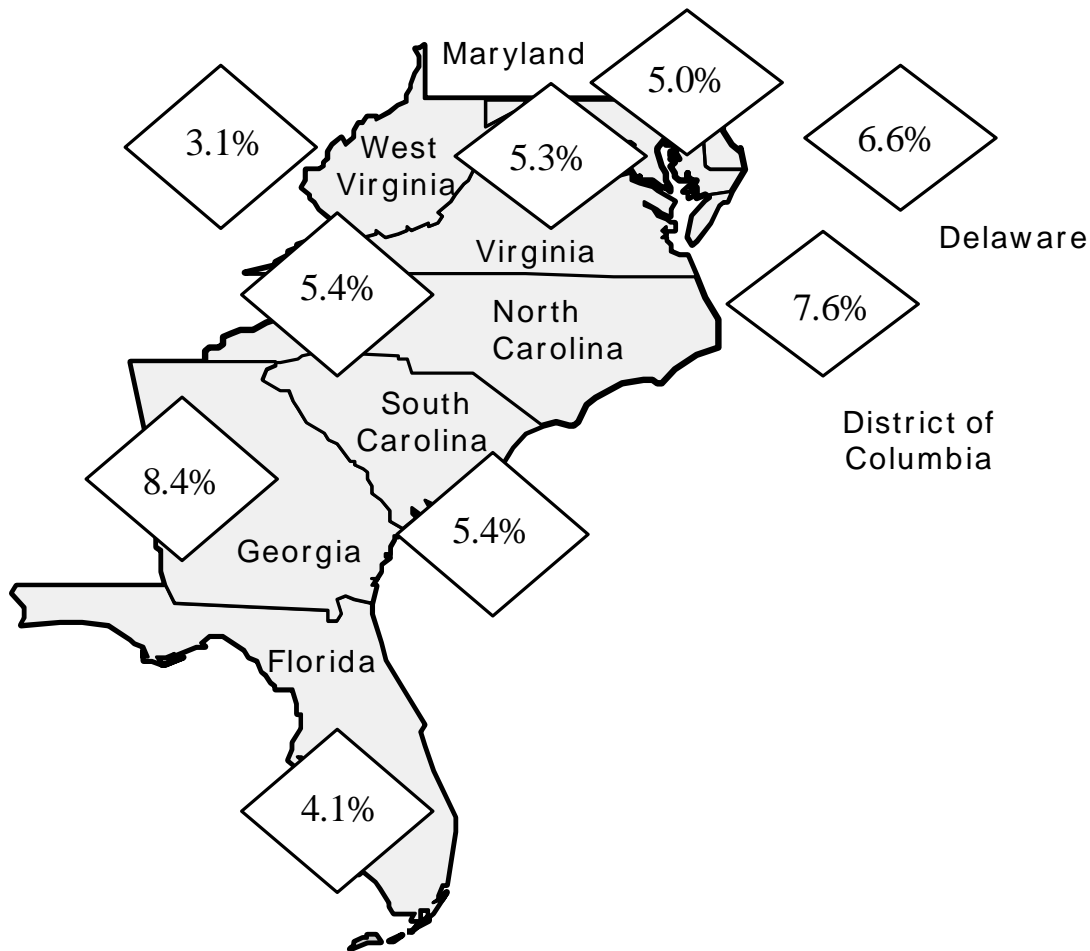 Maryland
5.0%
3.1%
West
Virginia
5.3%
6.6%
Delaware
Virginia
5.4%
North
Carolina
7.6%
South
Carolina
District of
Columbia
8.4%
Georgia
5.4%
Florida
4.1%